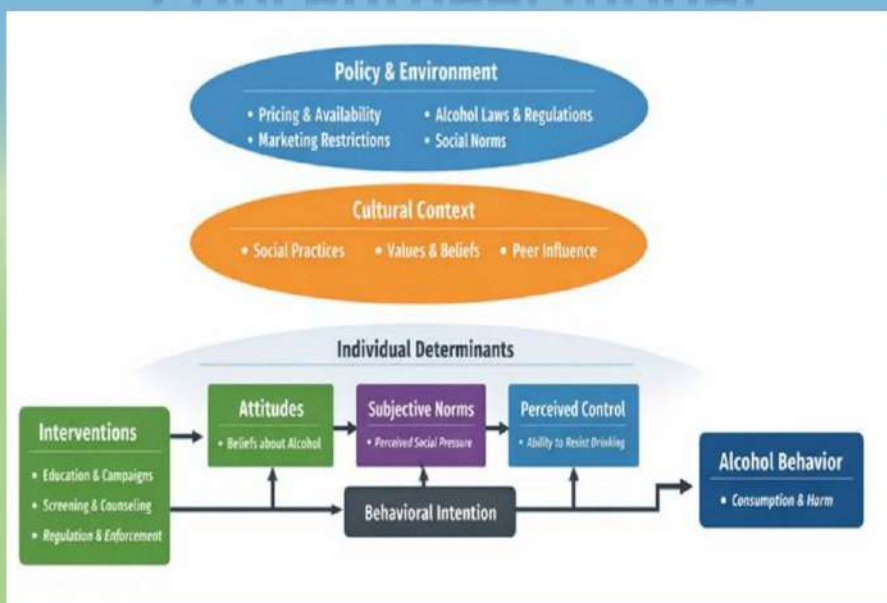 Policy & Environment
• Pricing & Availability
• Alcohol Laws & Regulations
• Marketing Restrictions
• Social Norms
Cultural Context
• Social Practices
• Values & Beliefs
• Peer Influence
Individual Determinants
Interventions
• Education & Campaigns
• Screening & Counseling
• Regulation & Enforcement
Attitudes
• Beliefs about Alcohol
Subjective Norms
• Perceived Social Pressure
Perceived Control
• Ability to Resist Drinking
Behavioral Intention
Alcohol Behavior
• Consumption & Harm